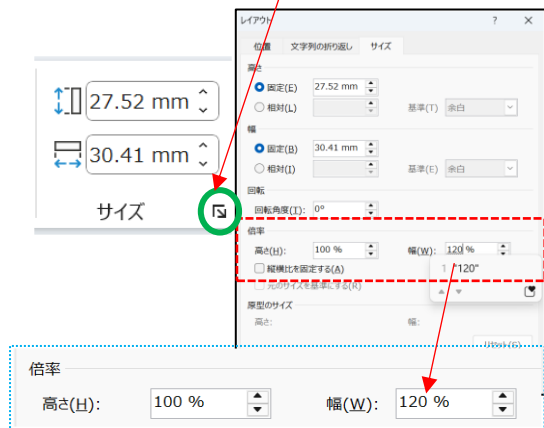 レイアウト ? ×
位置 文字列の折り返し サイズ
高さ
固定(E) 27.52 mm
相対(L) 基準(T) 余白
幅
固定(B) 30.41 mm
相対(I) 基準(E) 余白
回転
回転角度(T): 0°
倍率
高さ(H): 100 % 幅(W): 120 %
1 "120"
縦横比を固定する(A)
元のサイズを基準にする(R)
原型のサイズ
高さ: 幅:
リセット(S)
27.52 mm
30.41 mm
サイズ
倍率
高さ(H): 100 % 幅(W): 120 %